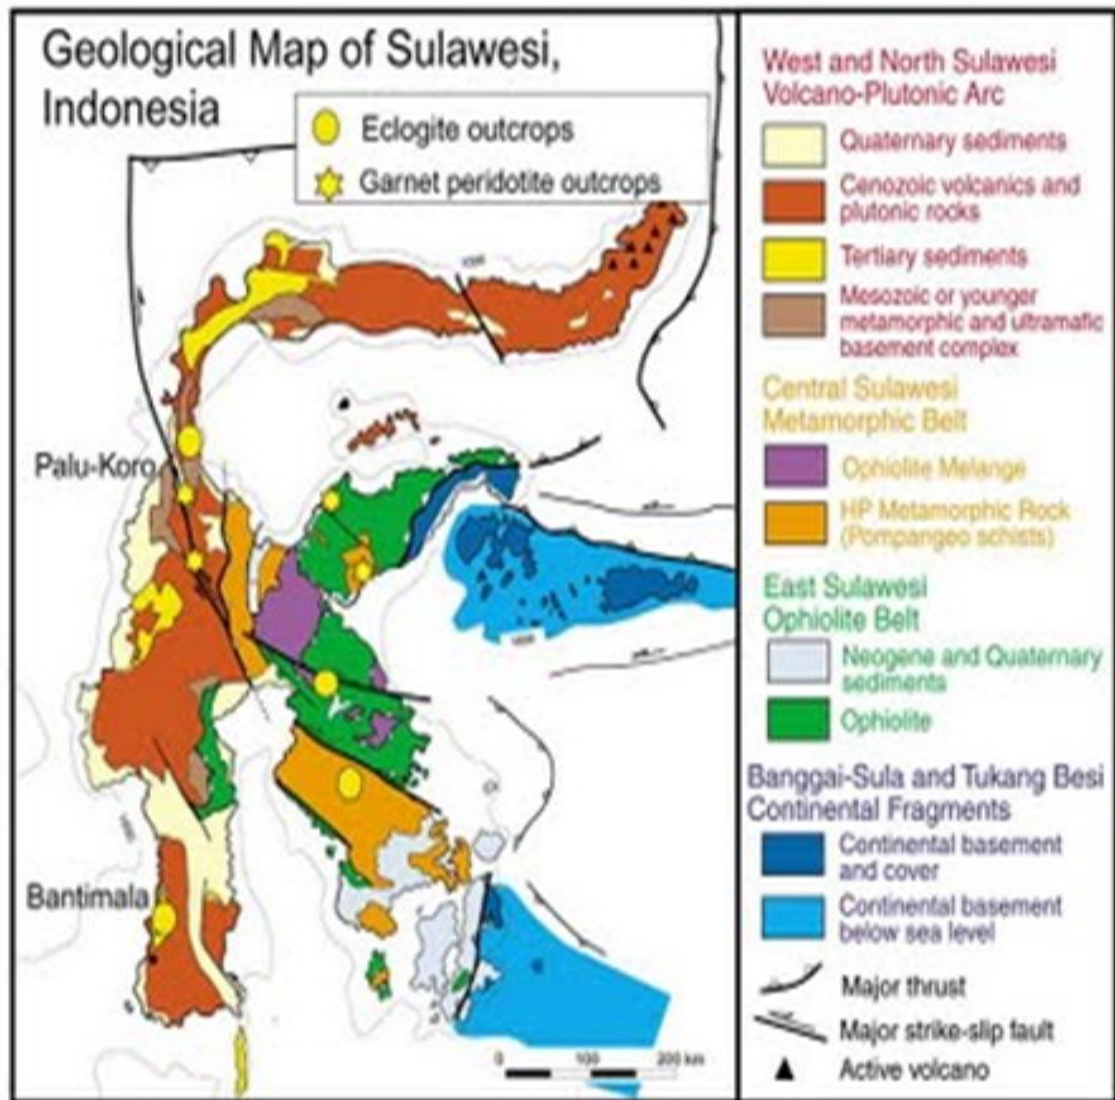 Geological Map of Sulawesi,
Indonesia
Eclogite outcrops
Garnet peridotite outcrops
Palu-Koro
Bantimala
0 100 200 km
West and North Sulawesi
Volcano-Plutonic Arc
Quaternary sediments
Cenozoic volcanics and
plutonic rocks
Tertiary sediments
Mesozoic or younger
metamorphic and ultramafic
basement complex
Central Sulawesi
Metamorphic Belt
Ophiolite Melange
HP Metamorphic Rock
(Pompangeo schists)
East Sulawesi
Ophiolite Belt
Neogene and Quaternary
sediments
Ophiolite
Banggai-Sula and Tukang Besi
Continental Fragments
Continental basement
and cover
Continental basement
below sea level
Major thrust
Major strike-slip fault
Active volcano